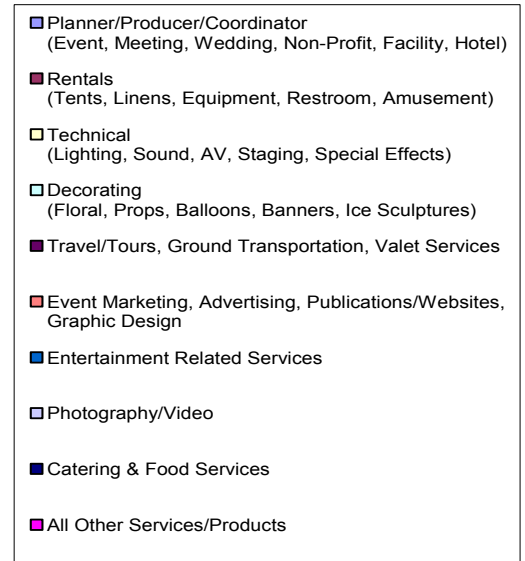 Planner/Producer/Coordinator
(Event, Meeting, Wedding, Non-Profit, Facility, Hotel)
Rentals
(Tents, Linens, Equipment, Restroom, Amusement)
Technical
(Lighting, Sound, AV, Staging, Special Effects)
Decorating
(Floral, Props, Balloons, Banners, Ice Sculptures)
Travel/Tours, Ground Transportation, Valet Services
Event Marketing, Advertising, Publications/Websites,
Graphic Design
Entertainment Related Services
Photography/Video
Catering & Food Services
All Other Services/Products